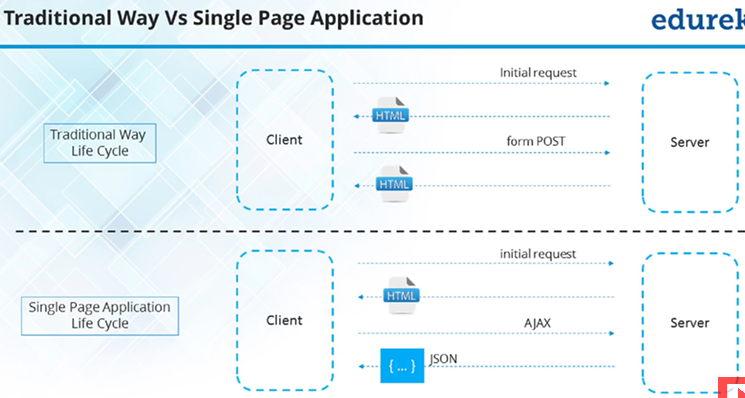 Traditional Way Vs Single Page Application
edurek
Initial request
HTML
Traditional Way
Life Cycle
Client
form POST
Server
HTML
initial request
HTML
Single Page Application
Life Cycle
Client
AJAX
Server
{ ... }
JSON